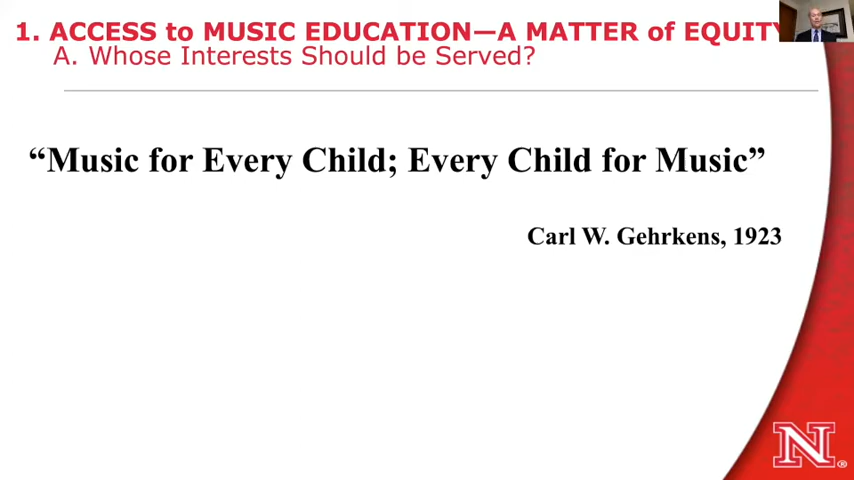 1. ACCESS to MUSIC EDUCATION—A MATTER of EQUITY
A. Whose Interests Should be Served?
“Music for Every Child; Every Child for Music”
Carl W. Gehrkens, 1923
N®